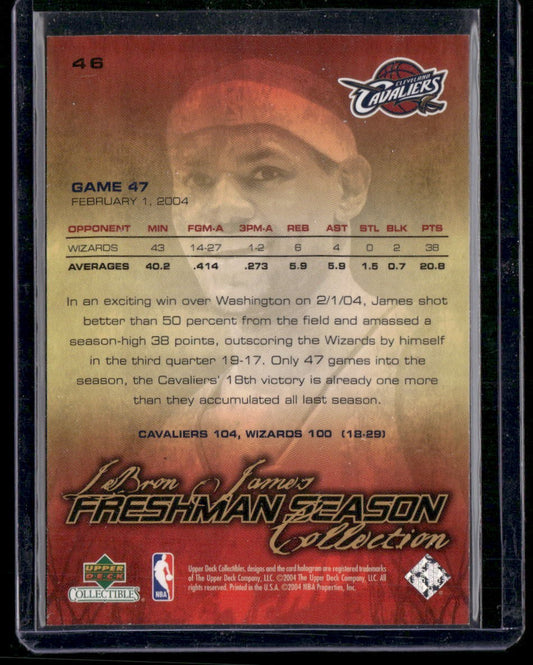 46
CLEVELAND
CAVALIERS
GAME 47
FEBRUARY 1, 2004
OPPONENT MIN FGM-A 3PM-A REB AST STL BLK PTS
WIZARDS 43 14-27 1-2 6 4 0 2 38
AVERAGES 40.2 .414 .273 5.9 5.9 1.5 0.7 20.8
In an exciting win over Washington on 2/1/04, James shot
better than 50 percent from the field and amassed a
season-high 38 points, outscoring the Wizards by himself
in the third quarter 19-17. Only 47 games into the
season, the Cavaliers' 18th victory is already one more
than they accumulated all last season.
CAVALIERS 104, WIZARDS 100 (18-29)
LeBron James
FRESHMAN SEASON
Collection
UPPER
DECK
COLLECTIBLES
NBA
Upper Deck Collectibles, designs and the card hologram are registered trademarks
of The Upper Deck Company, LLC. ©2004 The Upper Deck Company, LLC. All
rights reserved. Printed in the U.S.A. ©2004 NBA Properties, Inc.